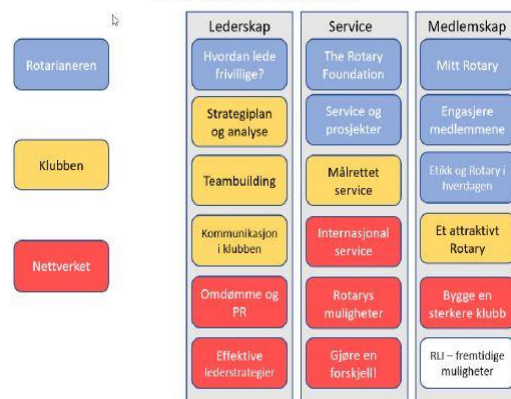 Rotarianeren
Klubben
Nettverket
Lederskap
Hvordan lede
frivillige?
Strategiplan
og analyse
Teambuilding
Kommunikasjon
i klubben
Omdømme og
PR
Effektive
lederstrategier
Service
The Rotary
Foundation
Service og
prosjekter
Målrettet
service
Internasjonal
service
Rotarys
muligheter
Gjøre en
forskjell!
Medlemskap
Mitt Rotary
Engasjere
medlemmene
Etikk og Rotary i
hverdagen
Et attraktivt
Rotary
Bygge en
sterkere klubb
RLI – fremtidige
muligheter